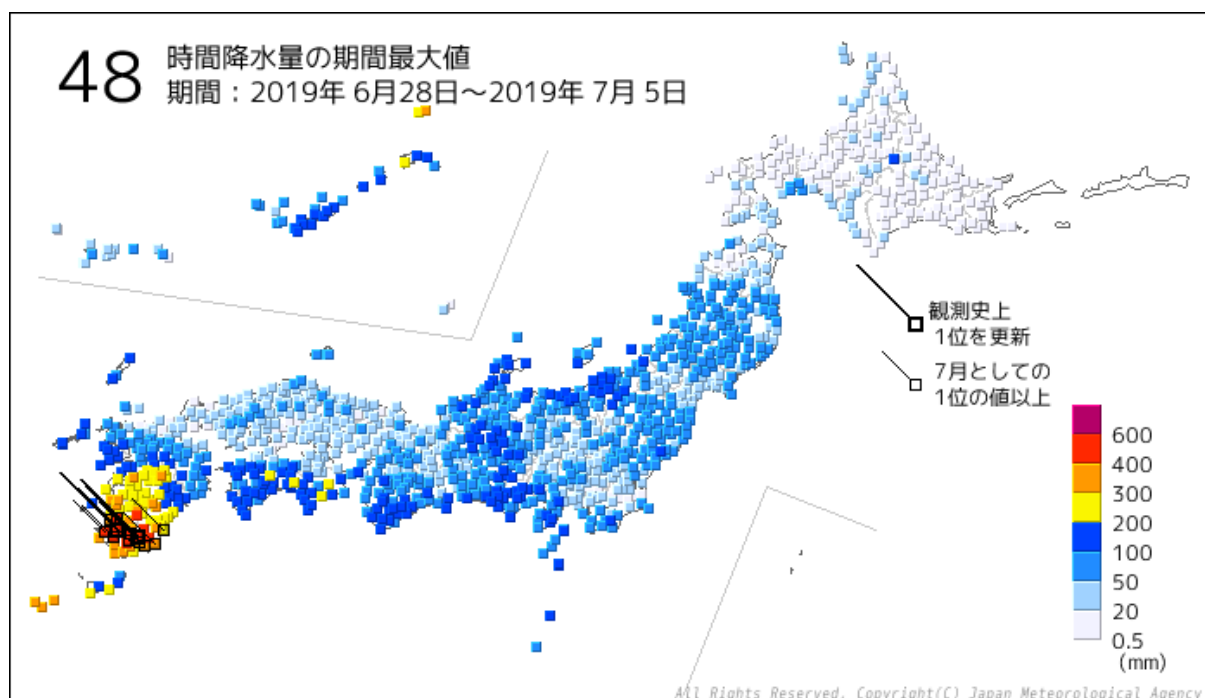 48
時間降水量の期間最大値
期間：2019年 6月28日～2019年 7月 5日
観測史上
1位を更新
7月としての
1位の値以上
600
400
300
200
100
50
20
0.5
(mm)
All Rights Reserved. Copyright(C) Japan Meteorological Agency